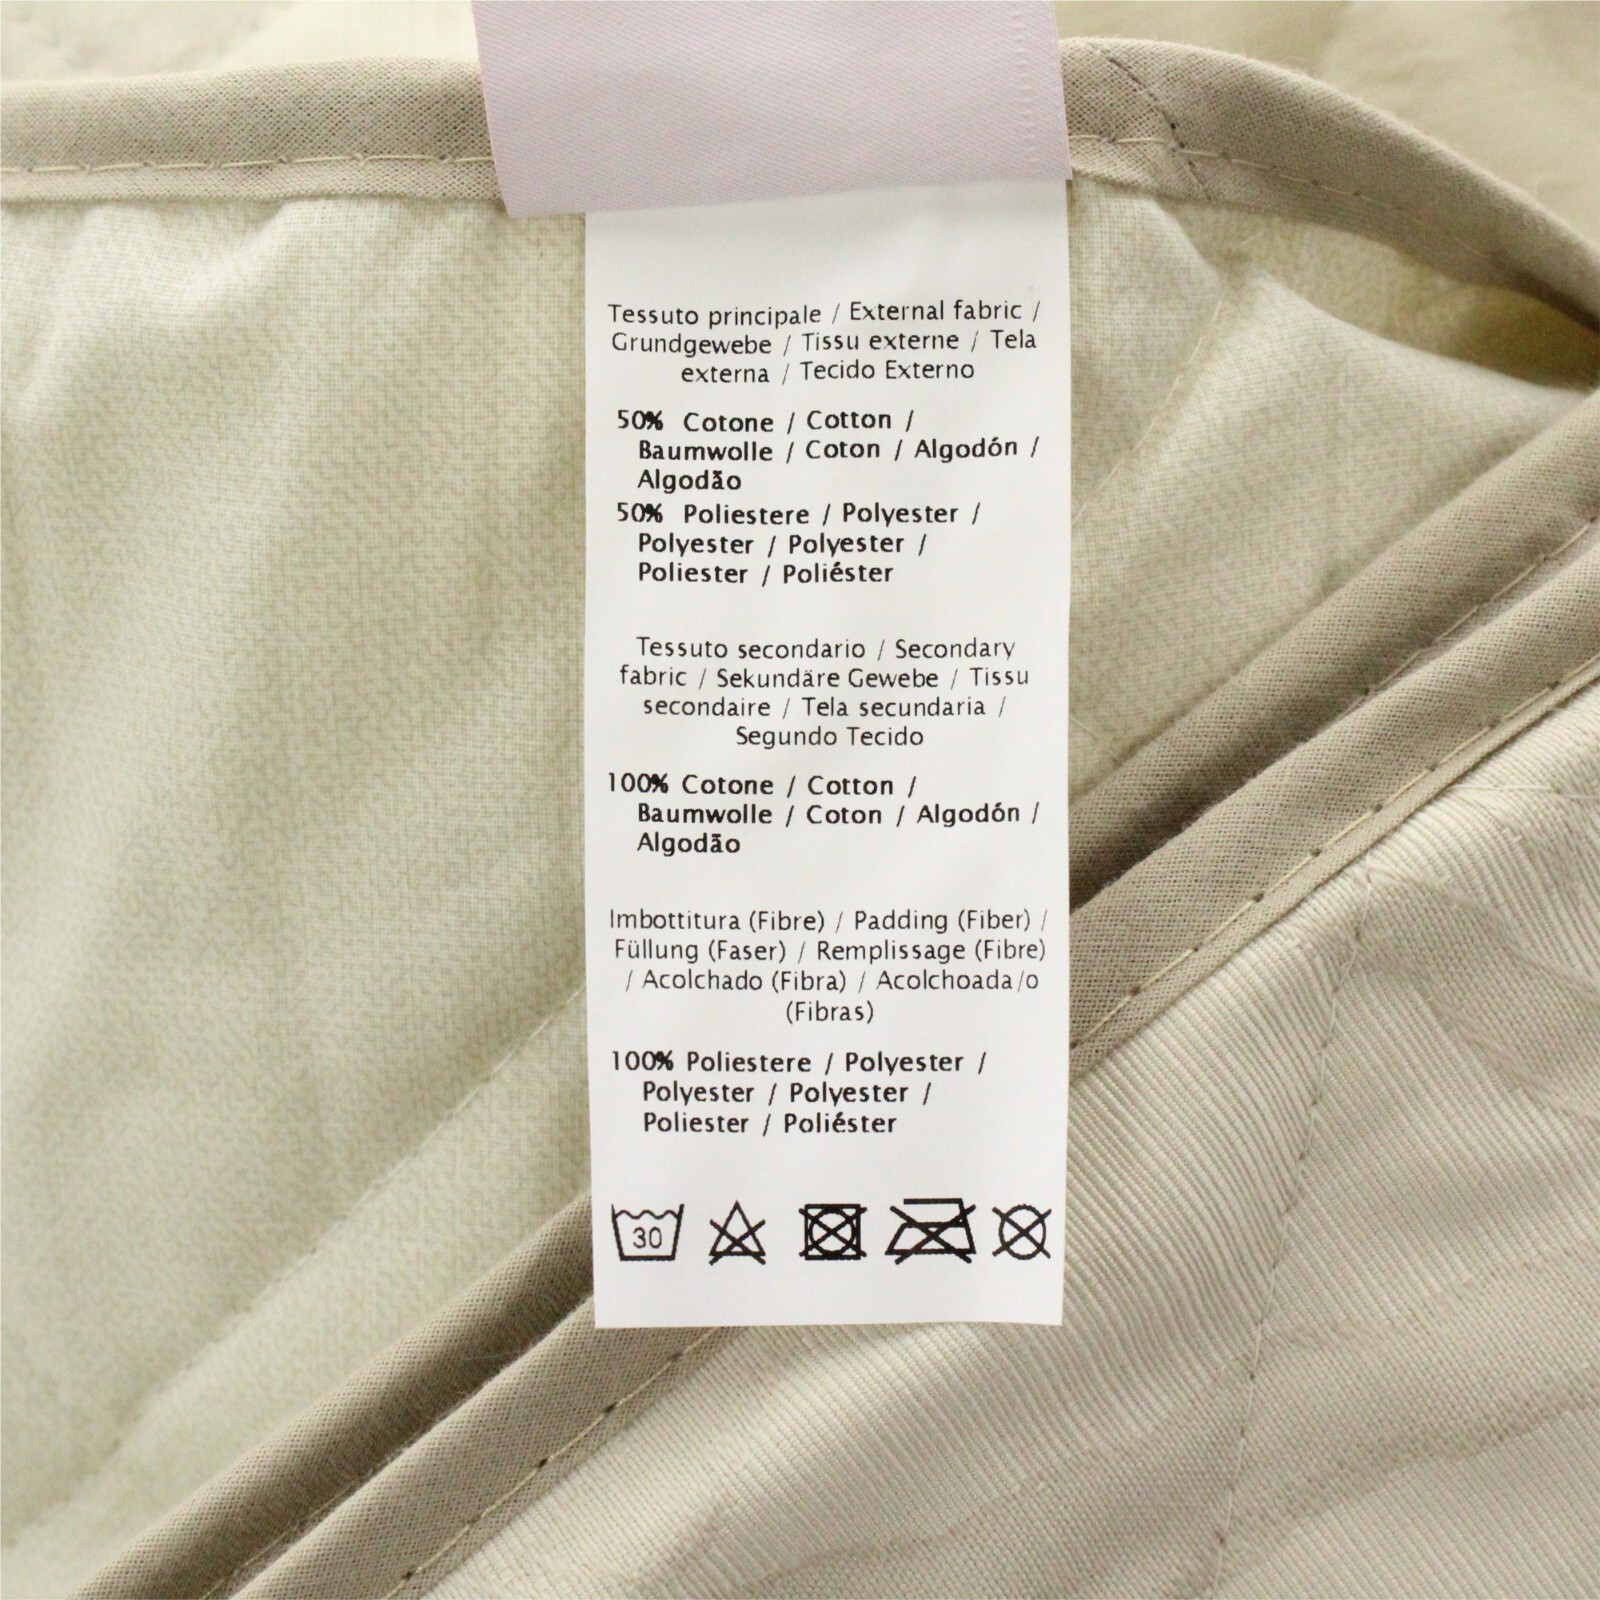 Tessuto principale / External fabric /
Grundgewebe / Tissu externe / Tela
externa / Tecido Externo
50% Cotone / Cotton /
Baumwolle / Coton / Algodón /
Algodão
50% Poliestere / Polyester /
Polyester / Polyester /
Poliester / Poliéster
Tessuto secondario / Secondary
fabric / Sekundäre Gewebe / Tissu
secondaire / Tela secundaria /
Segundo Tecido
100% Cotone / Cotton /
Baumwolle / Coton / Algodón /
Algodão
Imbottitura (Fibre) / Padding (Fiber) /
Füllung (Faser) / Remplissage (Fibre)
/ Acolchado (Fibra) / Acolchoada/o
(Fibras)
100% Poliestere / Polyester /
Polyester / Polyester /
Poliester / Poliéster
30